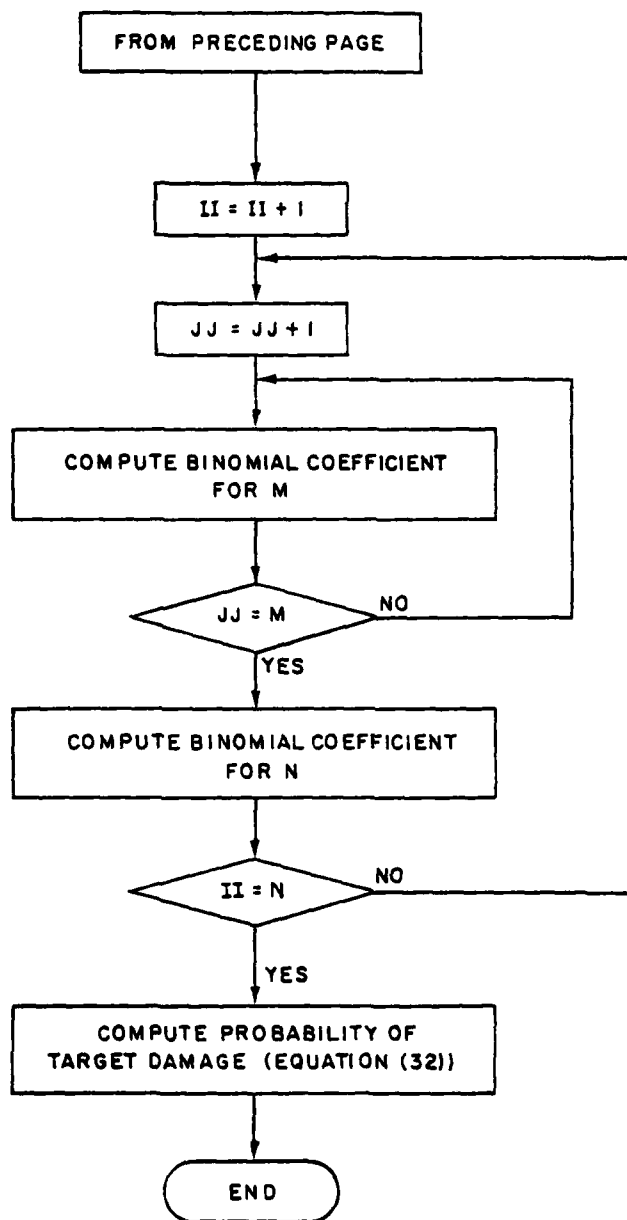 FROM PRECEDING PAGE
II = II + 1
JJ = JJ + 1
COMPUTE BINOMIAL COEFFICIENT
FOR M
JJ = M
NO
YES
COMPUTE BINOMIAL COEFFICIENT
FOR N
II = N
NO
YES
COMPUTE PROBABILITY OF
TARGET DAMAGE (EQUATION (32))
END